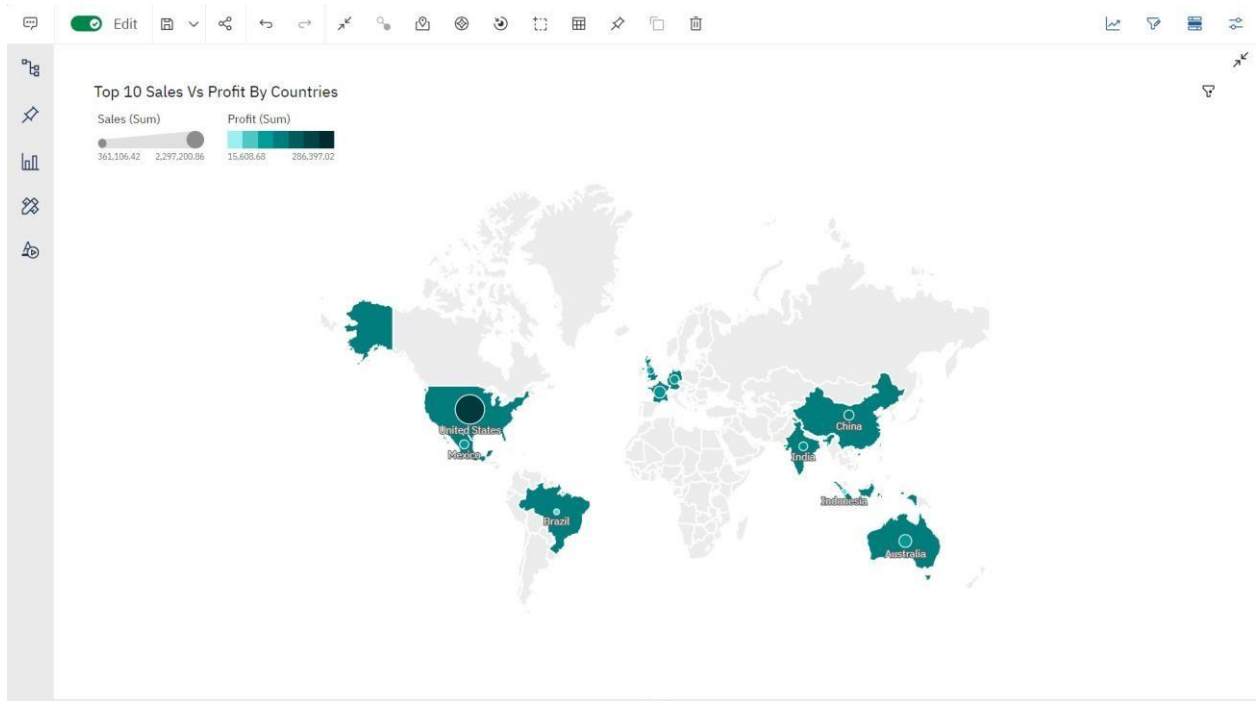 Edit
Top 10 Sales Vs Profit By Countries
Sales (Sum)
Profit (Sum)
361,106.42
2,297,200.86
15,608.68
286,397.02
United States
Mexico
Brazil
China
India
Indonesia
Australia